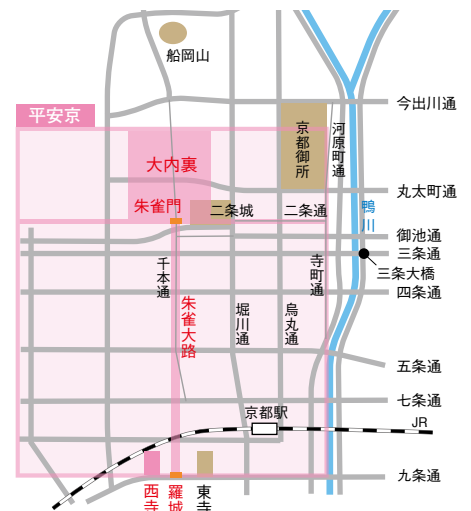 船岡山
今出川通
平安京
京都御所
河原町通
大内裏
丸太町通
朱雀門
二条城
二条通
鴨川
御池通
三条通
千本通
寺町通
三条大橋
四条通
朱雀大路
堀川通
烏丸通
五条通
七条通
京都駅
JR
九条通
西寺
羅城
東寺